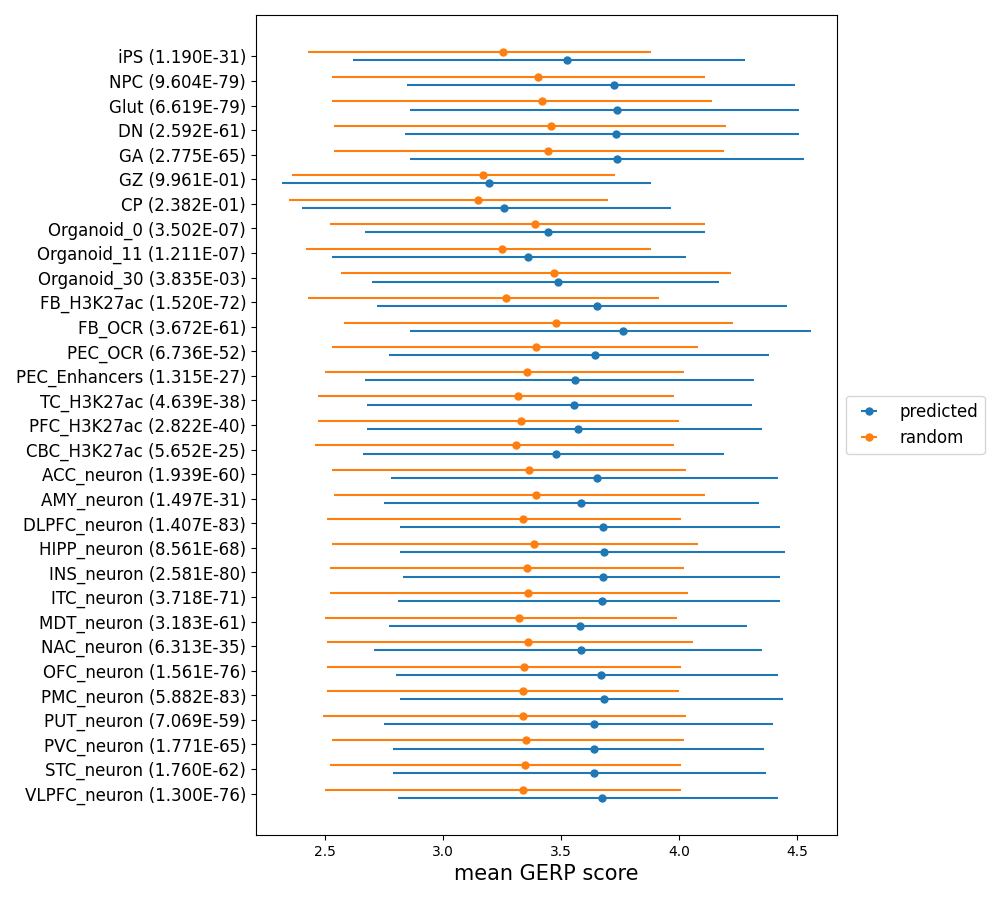 iPS (1.190E-31)
NPC (9.604E-79)
Glut (6.619E-79)
DN (2.592E-61)
GA (2.775E-65)
GZ (9.961E-01)
CP (2.382E-01)
Organoid_0 (3.502E-07)
Organoid_11 (1.211E-07)
Organoid_30 (3.835E-03)
FB_H3K27ac (1.520E-72)
FB_OCR (3.672E-61)
PEC_OCR (6.736E-52)
PEC_Enhancers (1.315E-27)
TC_H3K27ac (4.639E-38)
PFC_H3K27ac (2.822E-40)
CBC_H3K27ac (5.652E-25)
ACC_neuron (1.939E-60)
AMY_neuron (1.497E-31)
DLPFC_neuron (1.407E-83)
HIPP_neuron (8.561E-68)
INS_neuron (2.581E-80)
ITC_neuron (3.718E-71)
MDT_neuron (3.183E-61)
NAC_neuron (6.313E-35)
OFC_neuron (1.561E-76)
PMC_neuron (5.882E-83)
PUT_neuron (7.069E-59)
PVC_neuron (1.771E-65)
STC_neuron (1.760E-62)
VLPFC_neuron (1.300E-76)
2.5 3.0 3.5 4.0 4.5
mean GERP score
predicted
random